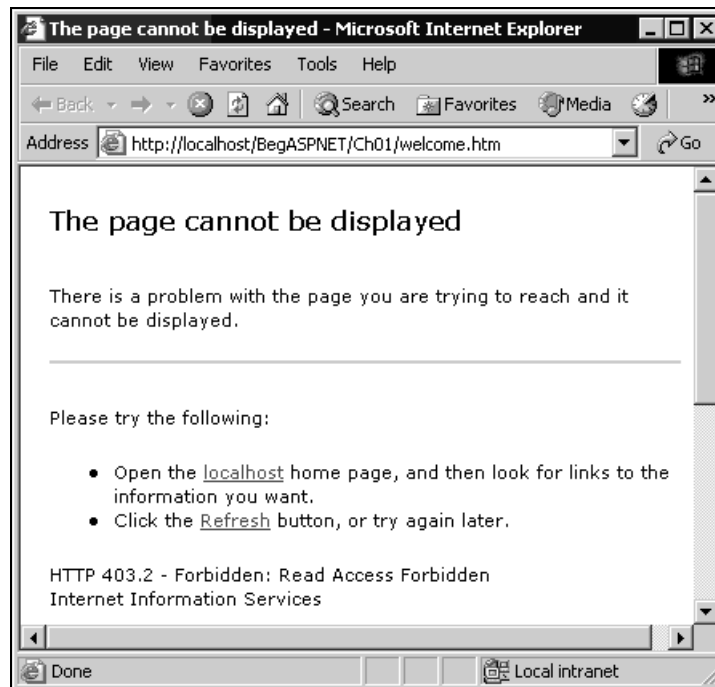 The page cannot be displayed - Microsoft Internet Explorer
File Edit View Favorites Tools Help
Back Search Favorites Media »
Address http://localhost/BegASPNET/Ch01/welcome.htm Go
The page cannot be displayed
There is a problem with the page you are trying to reach and it
cannot be displayed.
Please try the following:
• Open the localhost home page, and then look for links to the
information you want.
• Click the Refresh button, or try again later.
HTTP 403.2 - Forbidden: Read Access Forbidden
Internet Information Services
Done Local intranet